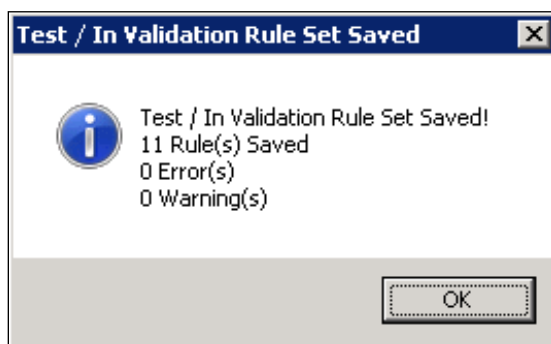 Test / In Validation Rule Set Saved
Test / In Validation Rule Set Saved!
11 Rule(s) Saved
0 Error(s)
0 Warning(s)
OK